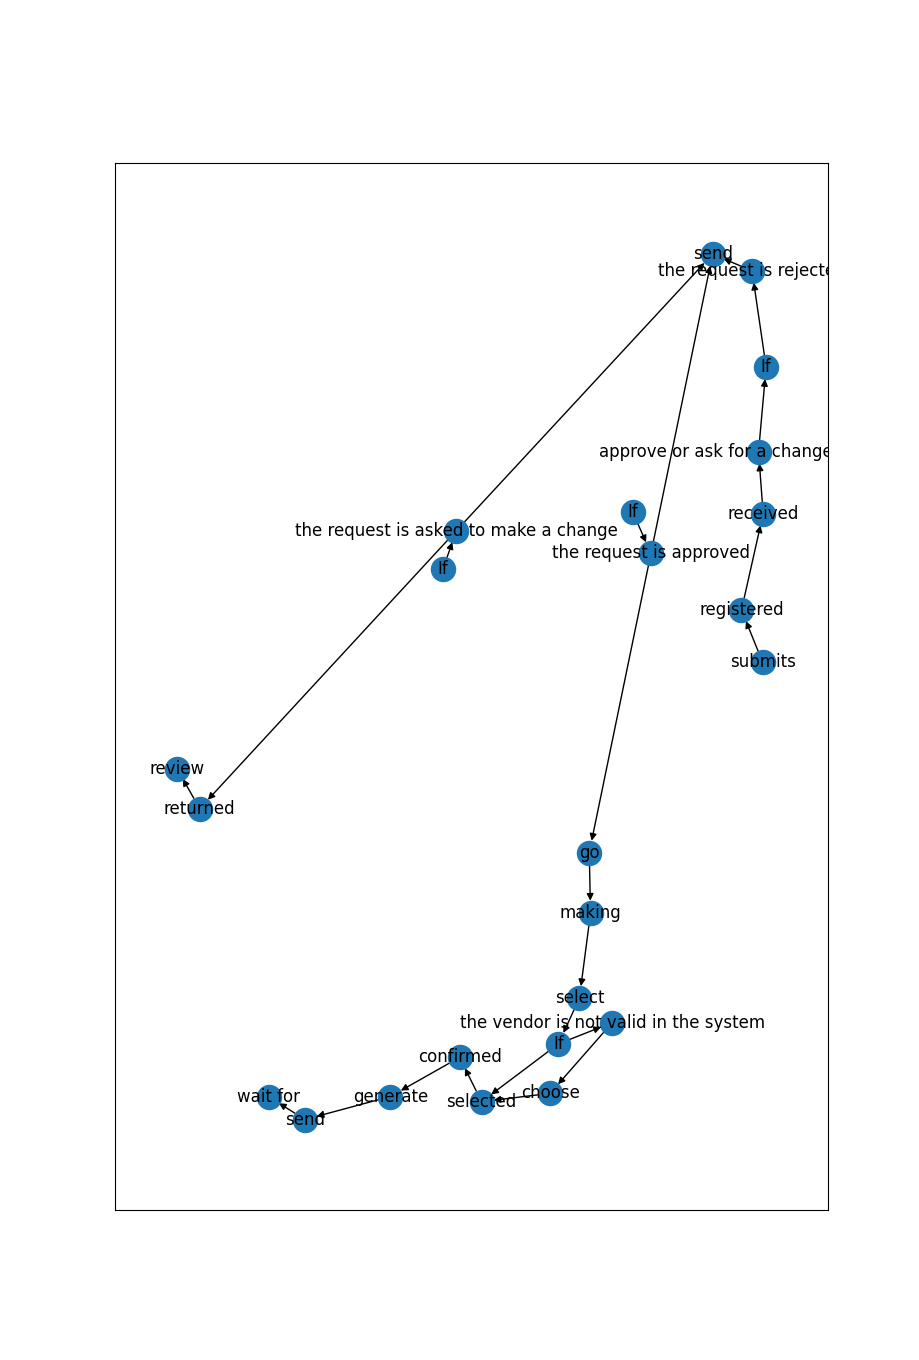 send
the request is rejecte
If
approve or ask for a change
If
received
the request is asked to make a change
the request is approved
If
registered
submits
review
returned
go
making
select
the vendor is not valid in the system
If
confirmed
choose
wait for
generate
selected
send